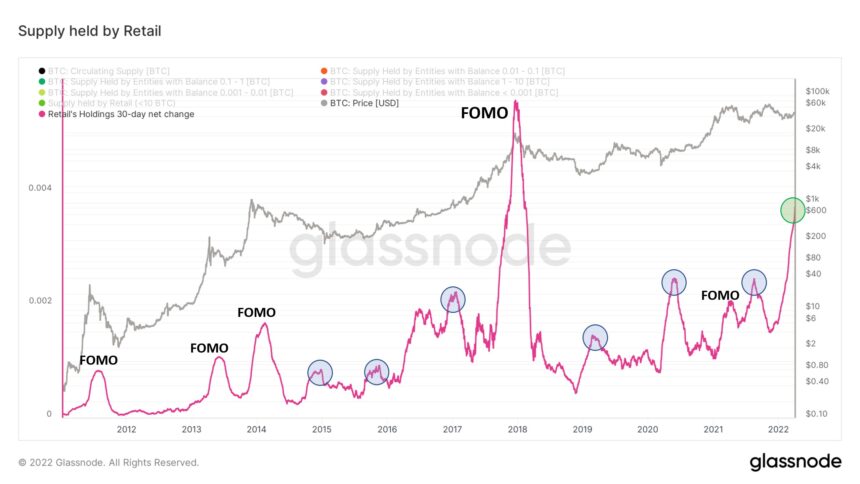 Supply held by Retail
BTC: Circulating Supply [BTC]
BTC: Supply Held by Entities with Balance 0.01 - 0.1 [BTC]
BTC: Supply Held by Entities with Balance 0.1 - 1 [BTC]
BTC: Supply Held by Entities with Balance 1 - 10 [BTC]
BTC: Supply Held by Entities with Balance 0.001 - 0.01 [BTC]
BTC: Supply Held by Entities with Balance < 0.001 [BTC]
Supply held by Retail (<10 BTC)
BTC: Price [USD]
Retail's Holdings 30-day net change
$100k
$60k
FOMO
$20k
$8k
$4k
0.004
$1k
$600
glassnode
$200
$80
$40
0.002
FOMO
FOMO
$10
$6
FOMO
$2
FOMO
$0.80
$0.40
0
$0.10
2012 2013 2014 2015 2016 2017 2018 2019 2020 2021 2022
© 2022 Glassnode. All Rights Reserved.
glassnode